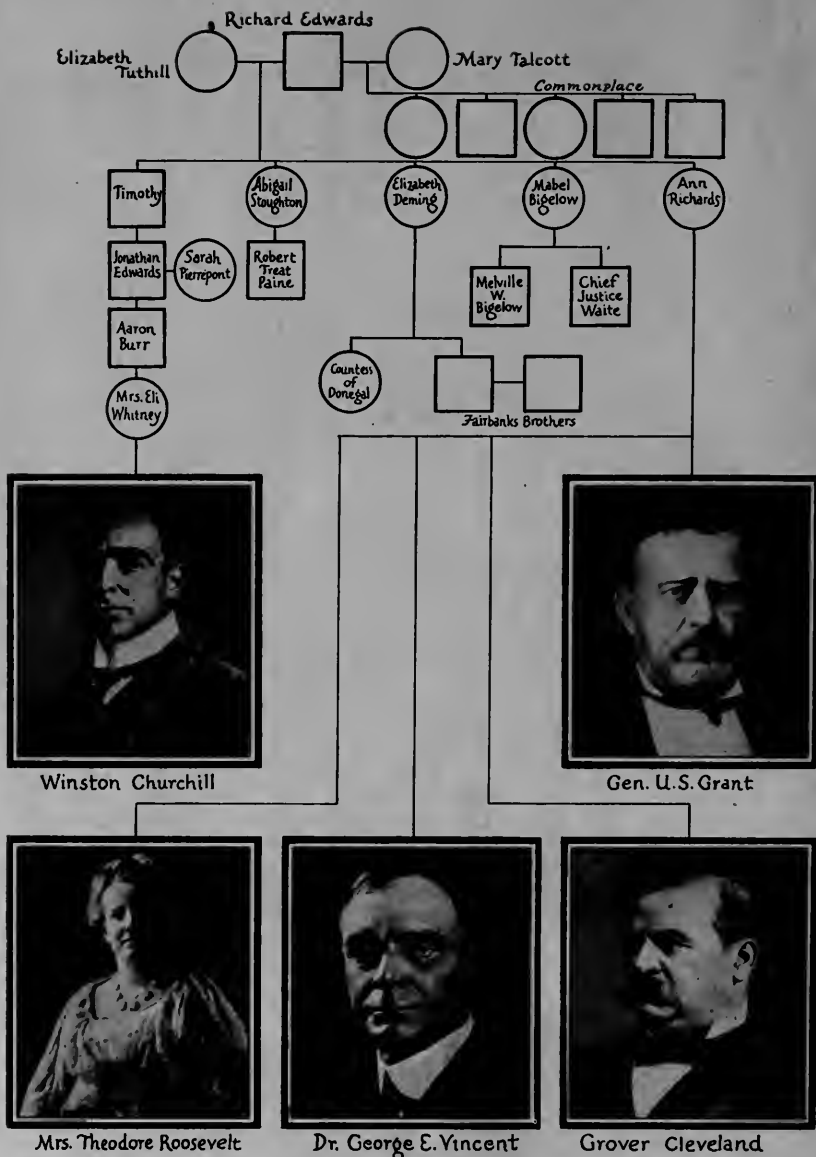 Richard Edwards
Elizabeth
Tuthill
Mary Talcott
Commonplace
Timothy
Abigail
Stoughton
Elizabeth
Deming
Mabel
Bigelow
Ann
Richards
Jonathan
Edwards
Sarah
Pierrepont
Robert
Treat
Paine
Melville
W.
Bigelow
Chief
Justice
Waite
Aaron
Burr
Countess
of
Donegal
Mrs. Eli
Whitney
Fairbanks Brothers
Winston Churchill
Gen. U.S. Grant
Mrs. Theodore Roosevelt
Dr. George E. Vincent
Grover Cleveland